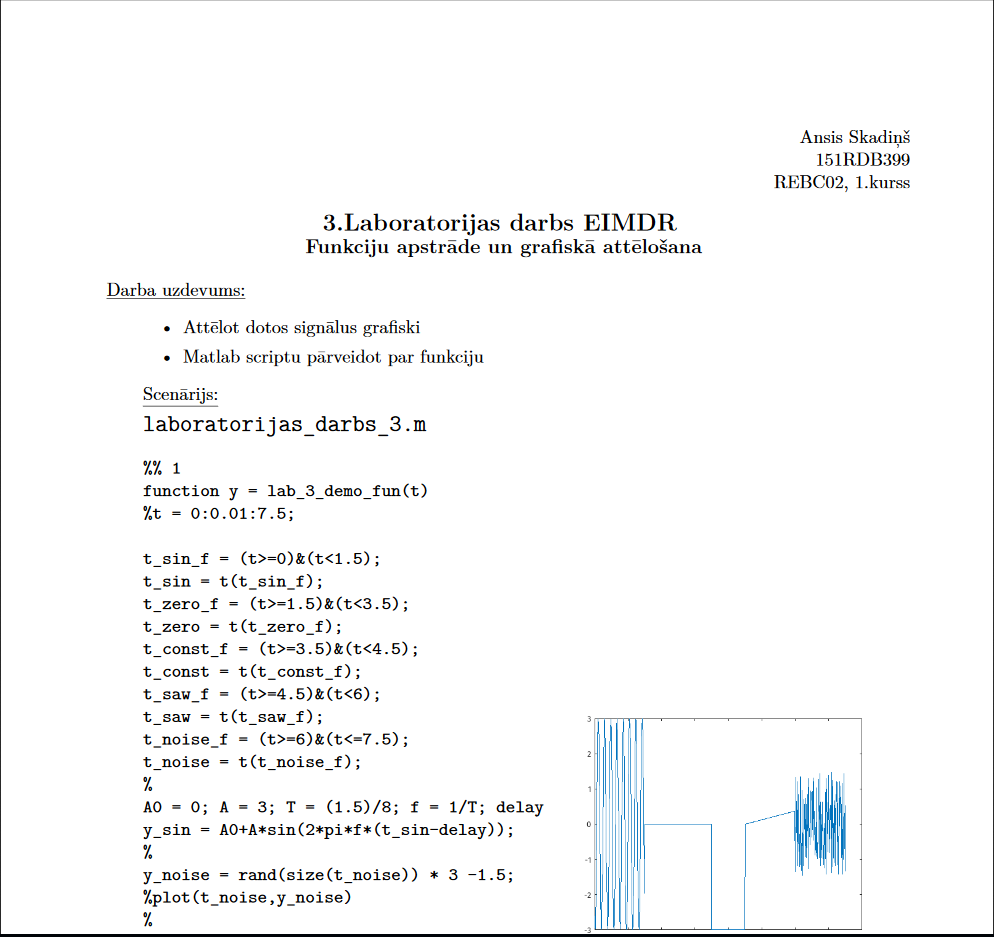 Ansis Skadiņš
151RDB399
REBC02, 1.kurss
3.Laboratorijas darbs EIMDR
Funkciju apstrāde un grafiskā attēlošana
Darba uzdevums:
• Attēlot dotos signālus grafiski
• Matlab scriptu pārveidot par funkciju
Scenārijs:
laboratorijas_darbs_3.m
%% 1
function y = lab_3_demo_fun(t)
%t = 0:0.01:7.5;
t_sin_f = (t>=0)&(t<1.5);
t_sin = t(t_sin_f);
t_zero_f = (t>=1.5)&(t<3.5);
t_zero = t(t_zero_f);
t_const_f = (t>=3.5)&(t<4.5);
t_const = t(t_const_f);
t_saw_f = (t>=4.5)&(t<6);
t_saw = t(t_saw_f);
t_noise_f = (t>=6)&(t<=7.5);
t_noise = t(t_noise_f);
%
A0 = 0; A = 3; T = (1.5)/8; f = 1/T; delay
y_sin = A0+A*sin(2*pi*f*(t_sin-delay));
%
y_noise = rand(size(t_noise)) * 3 -1.5;
%plot(t_noise,y_noise)
%
3
2
1
0
-1
-2
-3